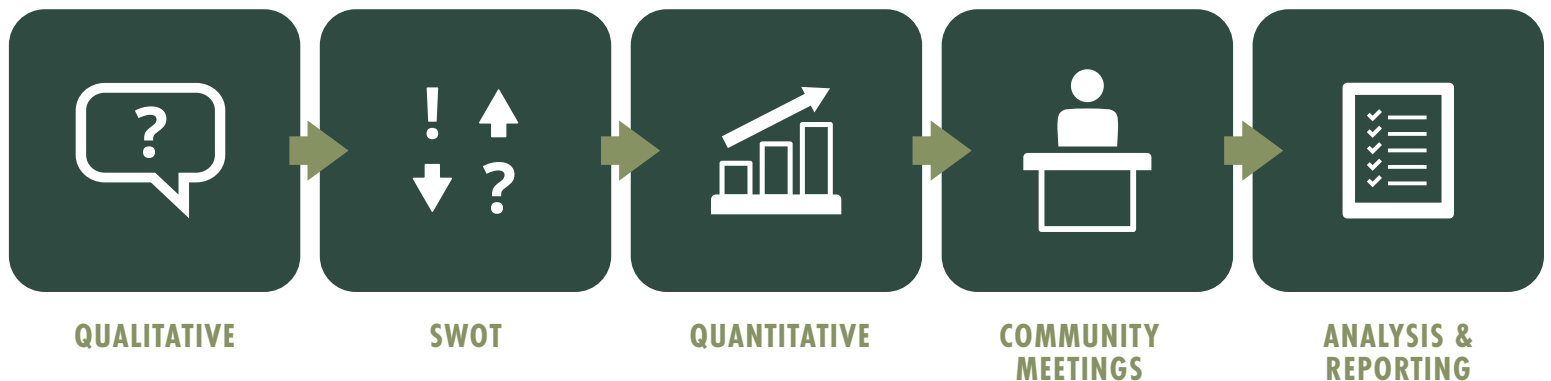 ?
! 
?
QUALITATIVE
SWOT
QUANTITATIVE
COMMUNITY
MEETINGS
ANALYSIS &
REPORTING